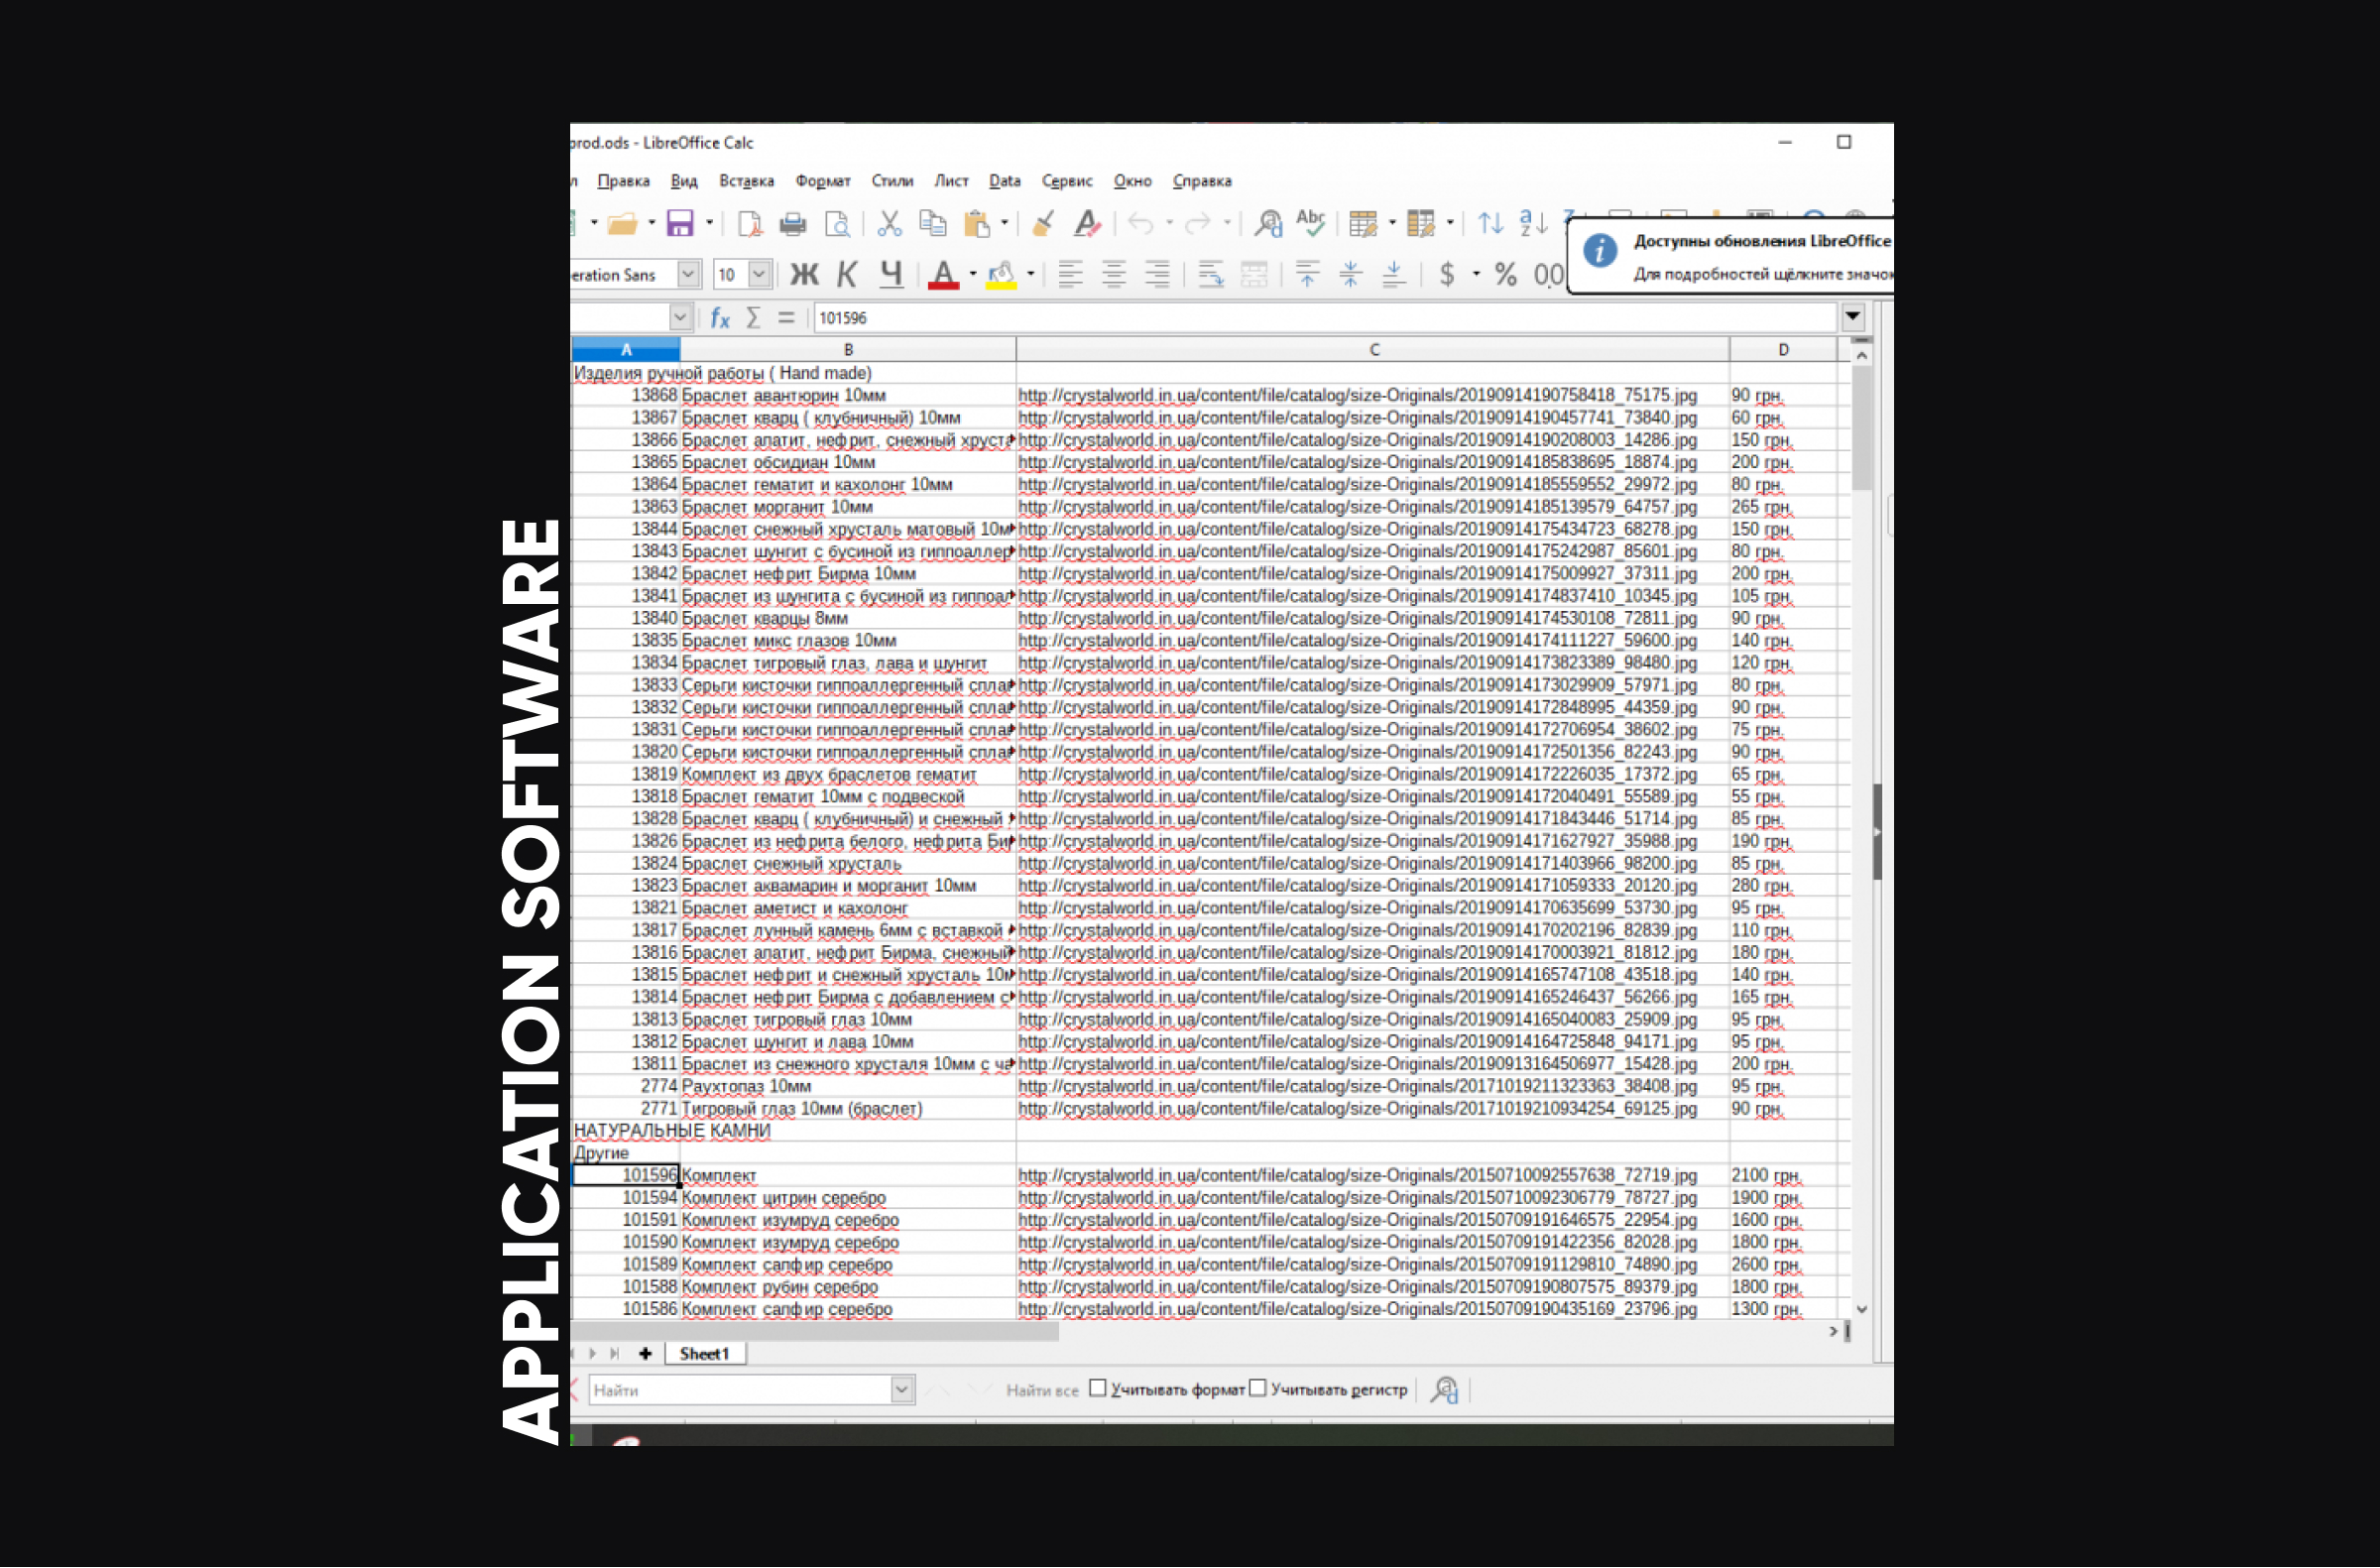 APPLICATION SOFTWARE
prod.ods - LibreOffice Calc
Правка Вид Вставка Формат Стили Лист Data Сервис Окно Справка
Доступны обновления LibreOffice
Для подробностей щёлкните значок
eration Sans 10 Ж К Ч A $ % 00
101596
A B C D
Изделия ручной работы ( Hand made)
13868 Браслет авантюрин 10мм http://crystalworld.in.ua/content/file/catalog/size-Originals/20190914190758418_75175.jpg 90 грн.
13867 Браслет кварц ( клубничный) 10мм http://crystalworld.in.ua/content/file/catalog/size-Originals/20190914190457741_73840.jpg 60 грн.
13866 Браслет апатит, нефрит, снежный хруста http://crystalworld.in.ua/content/file/catalog/size-Originals/20190914190208003_14286.jpg 150 грн.
13865 Браслет обсидиан 10мм http://crystalworld.in.ua/content/file/catalog/size-Originals/20190914185838695_18874.jpg 200 грн.
13864 Браслет гематит и кахолонг 10мм http://crystalworld.in.ua/content/file/catalog/size-Originals/20190914185559552_29972.jpg 80 грн.
13863 Браслет морганит 10мм http://crystalworld.in.ua/content/file/catalog/size-Originals/20190914185139579_64757.jpg 265 грн.
13844 Браслет снежный хрусталь матовый 10м http://crystalworld.in.ua/content/file/catalog/size-Originals/20190914175434723_68278.jpg 150 грн.
13843 Браслет шунгит с бусиной из гиппоаллер http://crystalworld.in.ua/content/file/catalog/size-Originals/20190914175242987_85601.jpg 80 грн.
13842 Браслет нефрит Бирма 10мм http://crystalworld.in.ua/content/file/catalog/size-Originals/20190914175009927_37311.jpg 200 грн.
13841 Браслет из шунгита с бусиной из гиппоал http://crystalworld.in.ua/content/file/catalog/size-Originals/20190914174837410_10345.jpg 105 грн.
13840 Браслет кварцы 8мм http://crystalworld.in.ua/content/file/catalog/size-Originals/20190914174530108_72811.jpg 90 грн.
13835 Браслет микс глазов 10мм http://crystalworld.in.ua/content/file/catalog/size-Originals/20190914174111227_59600.jpg 140 грн.
13834 Браслет тигровый глаз, лава и шунгит http://crystalworld.in.ua/content/file/catalog/size-Originals/20190914173823389_98480.jpg 120 грн.
13833 Серьги кисточки гиппоаллергенный спла http://crystalworld.in.ua/content/file/catalog/size-Originals/20190914173029909_57971.jpg 80 грн.
13832 Серьги кисточки гиппоаллергенный спла http://crystalworld.in.ua/content/file/catalog/size-Originals/20190914172848995_44359.jpg 90 грн.
13831 Серьги кисточки гиппоаллергенный спла http://crystalworld.in.ua/content/file/catalog/size-Originals/20190914172706954_38602.jpg 75 грн.
13820 Серьги кисточки гиппоаллергенный спла http://crystalworld.in.ua/content/file/catalog/size-Originals/20190914172501356_82243.jpg 90 грн.
13819 Комплект из двух браслетов гематит http://crystalworld.in.ua/content/file/catalog/size-Originals/20190914172226035_17372.jpg 65 грн.
13818 Браслет гематит 10мм с подвеской http://crystalworld.in.ua/content/file/catalog/size-Originals/20190914172040491_55589.jpg 55 грн.
13828 Браслет кварц ( клубничный) и снежный http://crystalworld.in.ua/content/file/catalog/size-Originals/20190914171843446_51714.jpg 85 грн.
13826 Браслет из нефрита белого, нефрита Би http://crystalworld.in.ua/content/file/catalog/size-Originals/20190914171627927_35988.jpg 190 грн.
13824 Браслет снежный хрусталь http://crystalworld.in.ua/content/file/catalog/size-Originals/20190914171403966_98200.jpg 85 грн.
13823 Браслет аквамарин и морганит 10мм http://crystalworld.in.ua/content/file/catalog/size-Originals/20190914171059333_20120.jpg 280 грн.
13821 Браслет аметист и кахолонг http://crystalworld.in.ua/content/file/catalog/size-Originals/20190914170635699_53730.jpg 95 грн.
13817 Браслет лунный камень 6мм с вставкой http://crystalworld.in.ua/content/file/catalog/size-Originals/20190914170202196_82839.jpg 110 грн.
13816 Браслет апатит, нефрит Бирма, снежный http://crystalworld.in.ua/content/file/catalog/size-Originals/20190914170003921_81812.jpg 180 грн.
13815 Браслет нефрит и снежный хрусталь 10м http://crystalworld.in.ua/content/file/catalog/size-Originals/20190914165747108_43518.jpg 140 грн.
13814 Браслет нефрит Бирма с добавлением с http://crystalworld.in.ua/content/file/catalog/size-Originals/20190914165246437_56266.jpg 165 грн.
13813 Браслет тигровый глаз 10мм http://crystalworld.in.ua/content/file/catalog/size-Originals/20190914165040083_25909.jpg 95 грн.
13812 Браслет шунгит и лава 10мм http://crystalworld.in.ua/content/file/catalog/size-Originals/20190914164725848_94171.jpg 95 грн.
13811 Браслет из снежного хрусталя 10мм с ча http://crystalworld.in.ua/content/file/catalog/size-Originals/20190913164506977_15428.jpg 200 грн.
2774 Раухтопаз 10мм http://crystalworld.in.ua/content/file/catalog/size-Originals/20171019211323363_38408.jpg 95 грн.
2771 Тигровый глаз 10мм (браслет) http://crystalworld.in.ua/content/file/catalog/size-Originals/20171019210934254_69125.jpg 90 грн.
НАТУРАЛЬНЫЕ КАМНИ
Другие
101596 Комплект http://crystalworld.in.ua/content/file/catalog/size-Originals/20150710092557638_72719.jpg 2100 грн.
101594 Комплект цитрин серебро http://crystalworld.in.ua/content/file/catalog/size-Originals/20150710092306779_78727.jpg 1900 грн.
101591 Комплект изумруд серебро http://crystalworld.in.ua/content/file/catalog/size-Originals/20150709191646575_22954.jpg 1600 грн.
101590 Комплект изумруд серебро http://crystalworld.in.ua/content/file/catalog/size-Originals/20150709191422356_82028.jpg 1800 грн.
101589 Комплект сапфир серебро http://crystalworld.in.ua/content/file/catalog/size-Originals/20150709191129810_74890.jpg 2600 грн.
101588 Комплект рубин серебро http://crystalworld.in.ua/content/file/catalog/size-Originals/20150709190807575_89379.jpg 1800 грн.
101586 Комплект сапфир серебро http://crystalworld.in.ua/content/file/catalog/size-Originals/20150709190435169_23796.jpg 1300 грн.
Sheet1
Найти Найти все Учитывать формат Учитывать регистр